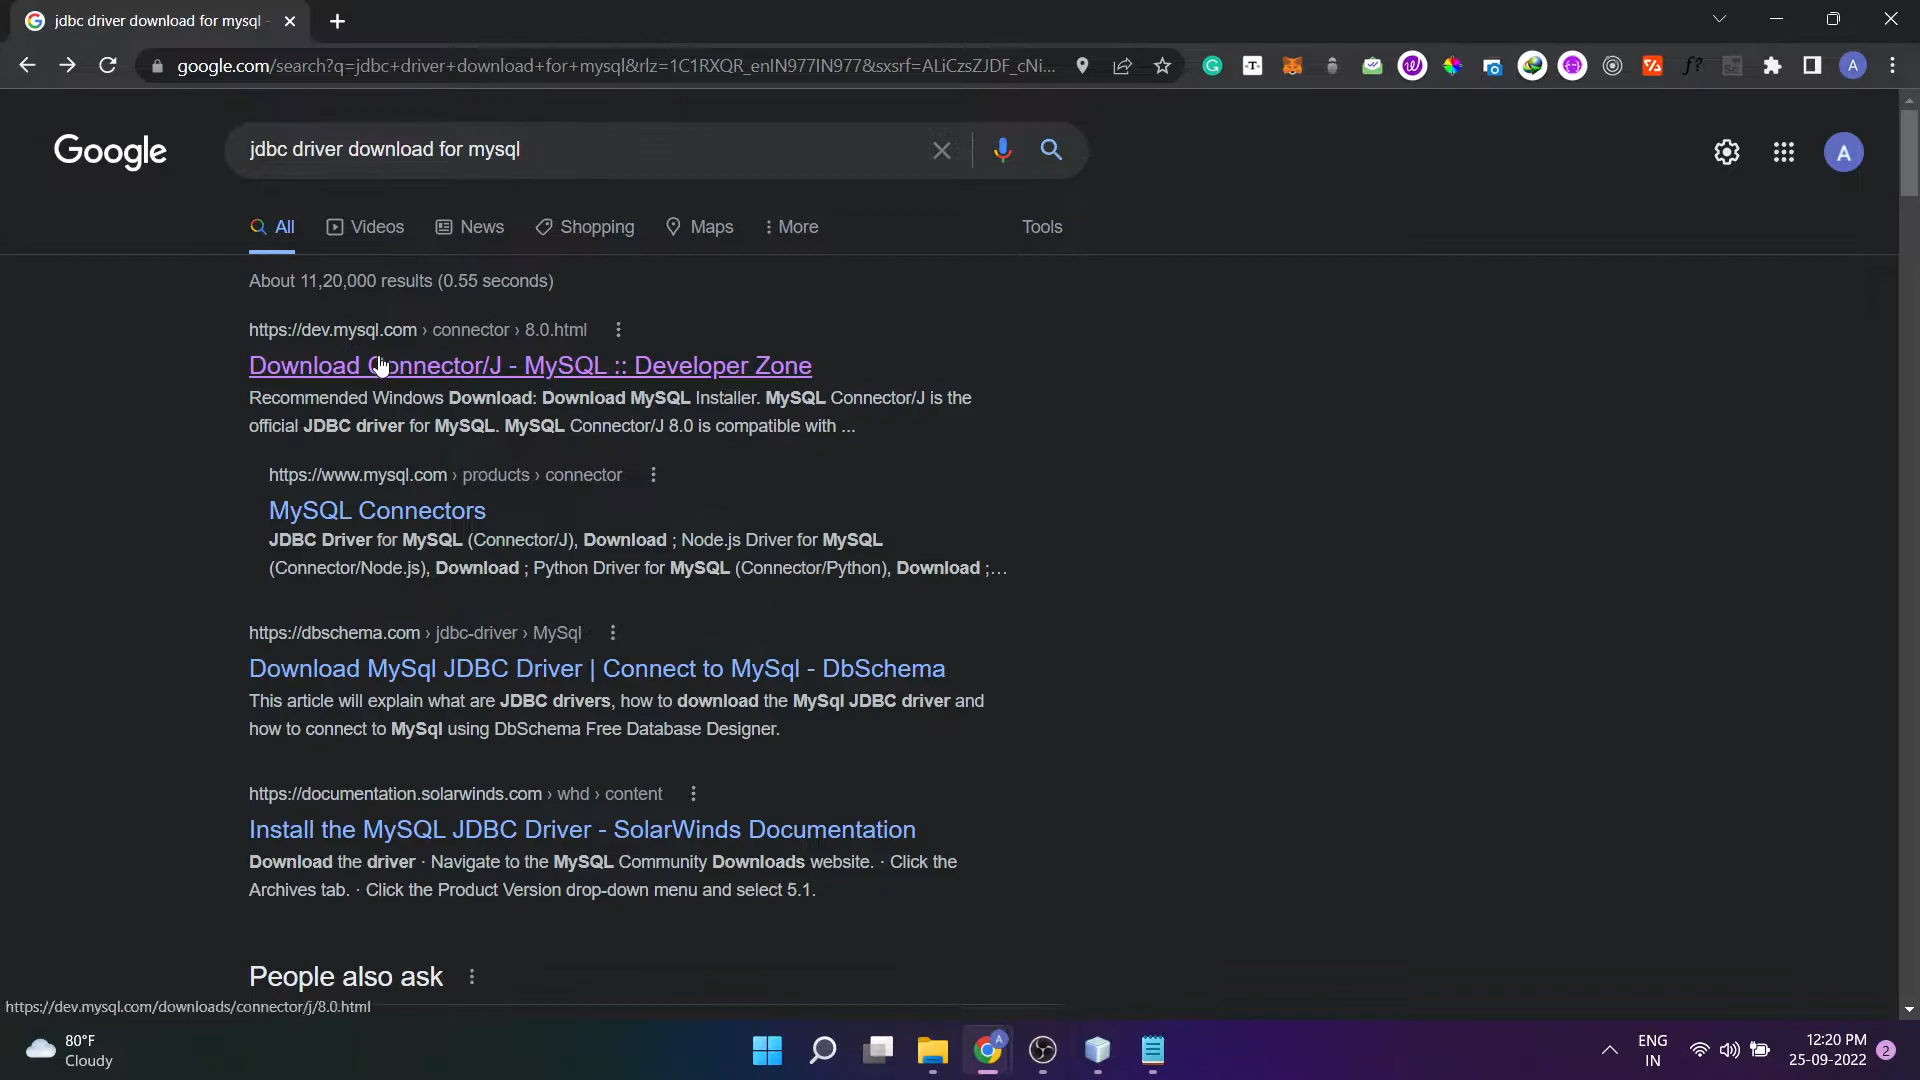 jdbc driver download for mysql -
google.com/search?q=jdbc+driver+download+for+mysql&rlz=1C1RXQR_enIN977IN977&sxsrf=ALiCzsZJDF_cNi...
Google
jdbc driver download for mysql
A
All
Videos
News
Shopping
Maps
More
Tools
About 11,20,000 results (0.55 seconds)
https://dev.mysql.com › connector › 8.0.html
Download Connector/J - MySQL :: Developer Zone
Recommended Windows Download: Download MySQL Installer. MySQL Connector/J is the
official JDBC driver for MySQL. MySQL Connector/J 8.0 is compatible with ...
https://www.mysql.com › products › connector
MySQL Connectors
JDBC Driver for MySQL (Connector/J), Download ; Node.js Driver for MySQL
(Connector/Node.js), Download ; Python Driver for MySQL (Connector/Python), Download ;...
https://dbschema.com › jdbc-driver › MySql
Download MySql JDBC Driver | Connect to MySql - DbSchema
This article will explain what are JDBC drivers, how to download the MySql JDBC driver and
how to connect to MySql using DbSchema Free Database Designer.
https://documentation.solarwinds.com › whd › content
Install the MySQL JDBC Driver - SolarWinds Documentation
Download the driver · Navigate to the MySQL Community Downloads website. · Click the
Archives tab. · Click the Product Version drop-down menu and select 5.1.
People also ask
https://dev.mysql.com/downloads/connector/j/8.0.html
80°F
Cloudy
ENG
IN
12:20 PM
25-09-2022
2